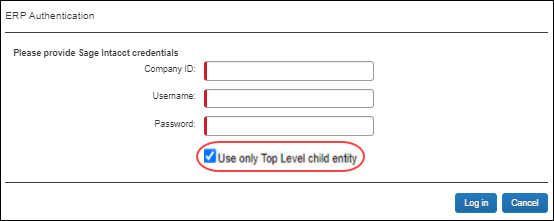 ERP Authentication
Please provide Sage Intacct credentials
Company ID:
Username:
Password:
Use only Top Level child entity
Log in Cancel